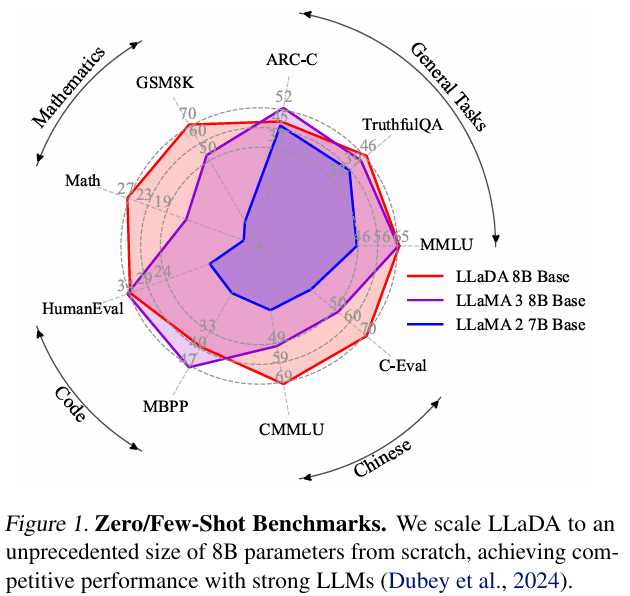 ARC-C
52
45
General Tasks
GSM8K
70
60
50
TruthfulQA
46
Mathematics
Math
27
23
19
MMLU
46
56
65
LLaDA 8B Base
LLaMA 3 8B Base
LLaMA 2 7B Base
HumanEval
29
24
C-Eval
50
60
70
Code
MBPP
33
40
47
CMMLU
49
59
69
Chinese
Figure 1. Zero/Few-Shot Benchmarks. We scale LLaDA to an
unprecedented size of 8B parameters from scratch, achieving com-
petitive performance with strong LLMs (Dubey et al., 2024).